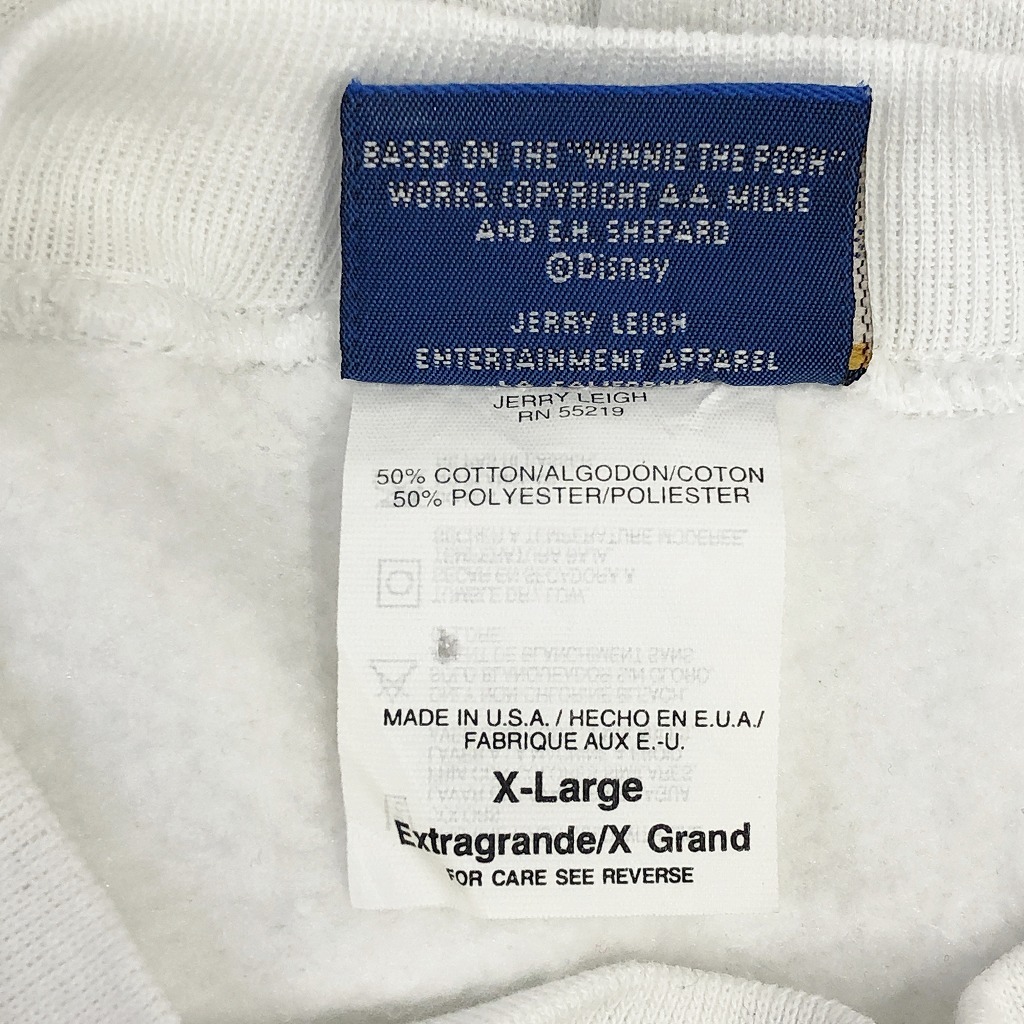 BASED ON THE "WINNIE THE POOH"
WORKS COPYRIGHT A.A. MILNE
AND E.H. SHEPARD
©Disney
JERRY LEIGH
ENTERTAINMENT APPAREL
JERRY LEIGH
RN 55219
50% COTTON/ALGODÓN/COTON
50% POLYESTER/POLIESTER
MADE IN U.S.A. / HECHO EN E.U.A./
FABRIQUE AUX E.-U.
X-Large
Extragrande/X Grand
FOR CARE SEE REVERSE